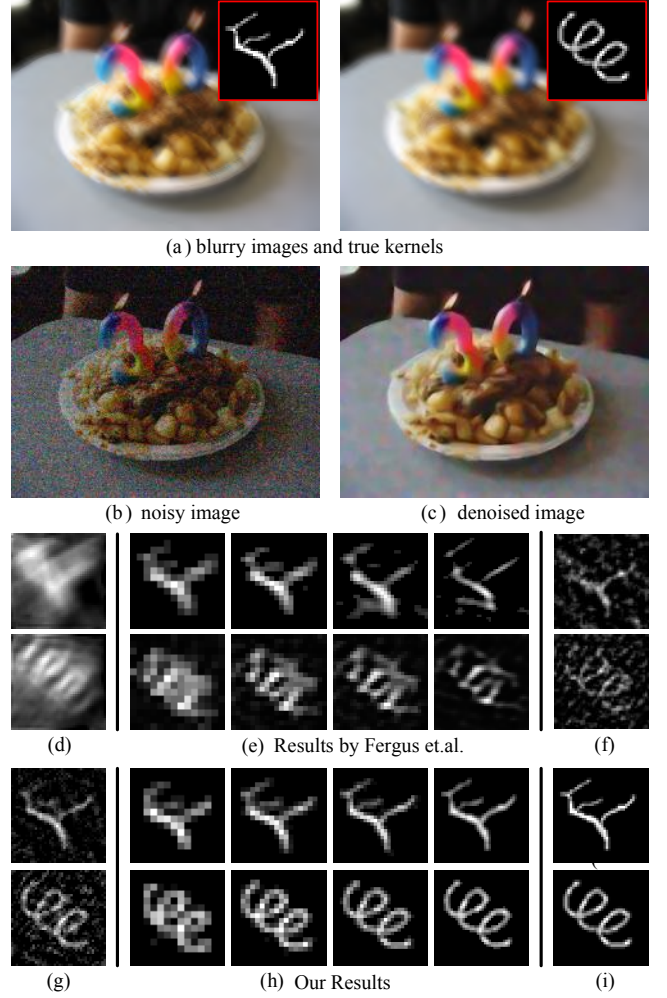 (a) blurry images and true kernels
(b) noisy image
(c) denoised image
(d)
(e) Results by Fergus et.al.
(f)
(g)
(h) Our Results
(i)